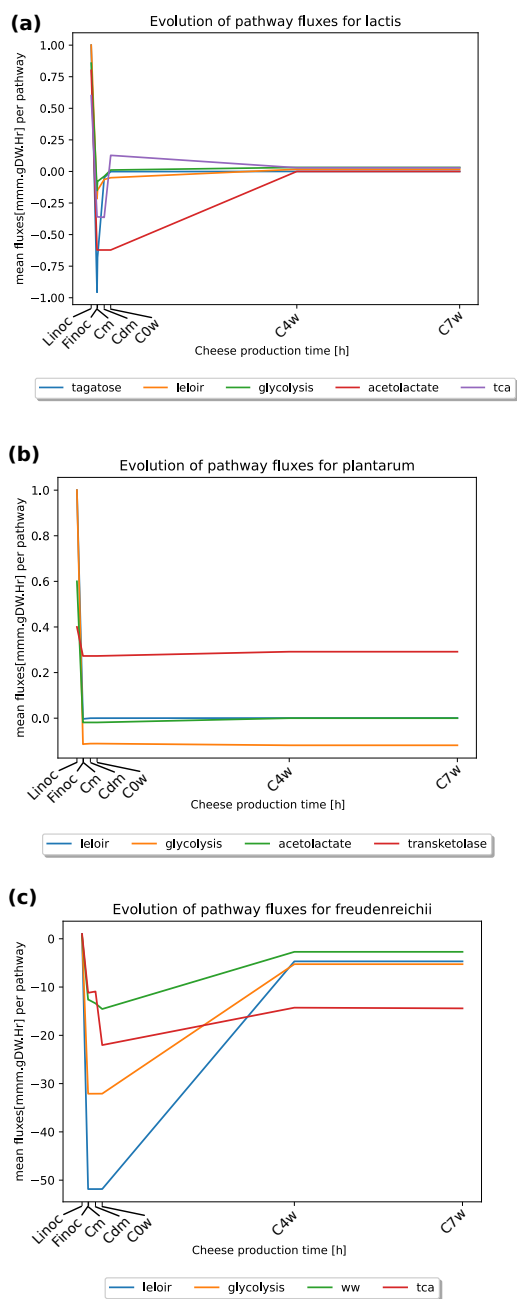 (a)
Evolution of pathway fluxes for lactis
mean fluxes[mmm.gDW.Hr] per pathway
1.00
0.75
0.50
0.25
0.00
−0.25
−0.50
−0.75
−1.00
Linoc
Finoc
Cm
Cdm
C0w
C4w
C7w
Cheese production time [h]
tagatose leloir glycolysis acetolactate tca
(b)
Evolution of pathway fluxes for plantarum
mean fluxes[mmm.gDW.Hr] per pathway
1.0
0.8
0.6
0.4
0.2
0.0
Linoc
Finoc
Cm
Cdm
C0w
C4w
C7w
Cheese production time [h]
leloir glycolysis acetolactate transketolase
(c)
Evolution of pathway fluxes for freudenreichii
mean fluxes[mmm.gDW.Hr] per pathway
0
−10
−20
−30
−40
−50
Linoc
Finoc
Cm
Cdm
C0w
C4w
C7w
Cheese production time [h]
leloir glycolysis ww tca